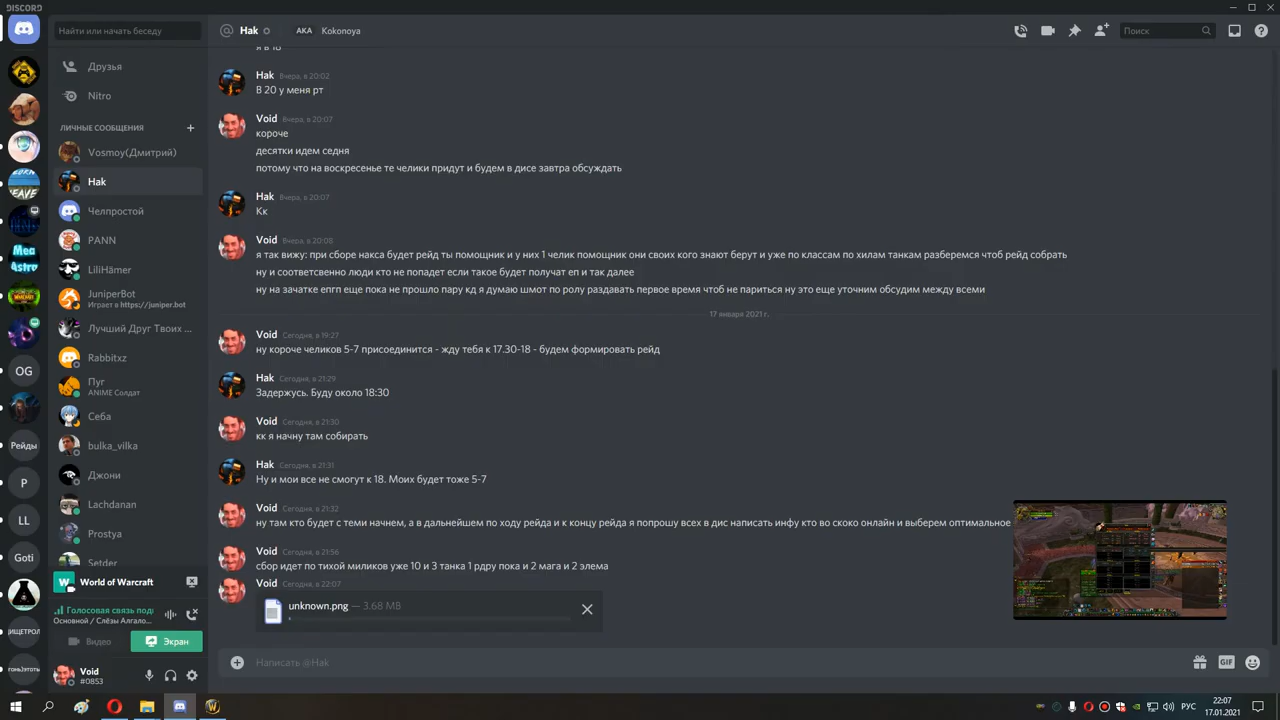 DISCORD
Найти или начать беседу
Hak
AKA
Kokonoya
Поиск
Друзья
Nitro
ЛИЧНЫЕ СООБЩЕНИЯ
Vosmoy(Дмитрий)
Hak
Челпростой
PANN
LiliHämer
JuniperBot
Играет в https://juniper.bot
Лучший Друг Твоих ...
Rabbitxz
Пуг
ANIME Солдат
Себа
bulka_vilka
Джони
Lachdanan
Prostya
Setder
OG
Рейды
P
LL
Goti
ДИЩЕТРОЛ
World of Warcraft
Голосовая связь под
Основной / Слёзы Алгало...
Видео
Экран
Void
#0853
я в 10
Hak Вчера, в 20:02
В 20 у меня рт
Void Вчера, в 20:07
короче
десятки идем седня
потому что на воскресенье те челики придут и будем в дисе завтра обсуждать
Hak Вчера, в 20:07
Кк
Void Вчера, в 20:08
я так вижу: при сборе накса будет рейд ты помощник и у них 1 челик помощник они своих кого знают берут и уже по классам по хилам танкам разберемся чтоб рейд собрать
ну и соответсвенно люди кто не попадет если такое будет получат еп и так далее
ну на зачатке епгп еще пока не прошло пару кд я думаю шмот по ролу раздавать первое время чтоб не париться ну это еще уточним обсудим между всеми
17 января 2021 г.
Void Сегодня, в 19:27
ну короче челиков 5-7 присоединится - жду тебя к 17.30-18 - будем формировать рейд
Hak Сегодня, в 21:29
Задержусь. Буду около 18:30
Void Сегодня, в 21:30
кк я начну там собирать
Hak Сегодня, в 21:31
Ну и мои все не смогут к 18. Моих будет тоже 5-7
Void Сегодня, в 21:32
ну там кто будет с теми начнем, а в дальнейшем по ходу рейда и к концу рейда я попрошу всех в дис написать инфу кто во скоко онлайн и выберем оптимальное
Void Сегодня, в 21:56
сбор идет по тихой миликов уже 10 и 3 танка 1 рдру пока и 2 мага и 2 элема
Void Сегодня, в 22:07
unknown.png — 3.68 MB
Написать @Hak
GIF
РУС
22:07
17.01.2021